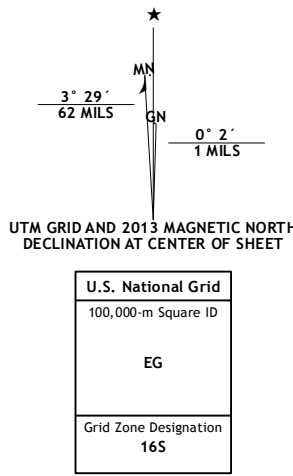 ★
MN
3° 29´
62 MILS
GN
0° 2´
1 MILS
UTM GRID AND 2013 MAGNETIC NORTH
DECLINATION AT CENTER OF SHEET
U.S. National Grid
100,000-m Square ID
EG
Grid Zone Designation
16S